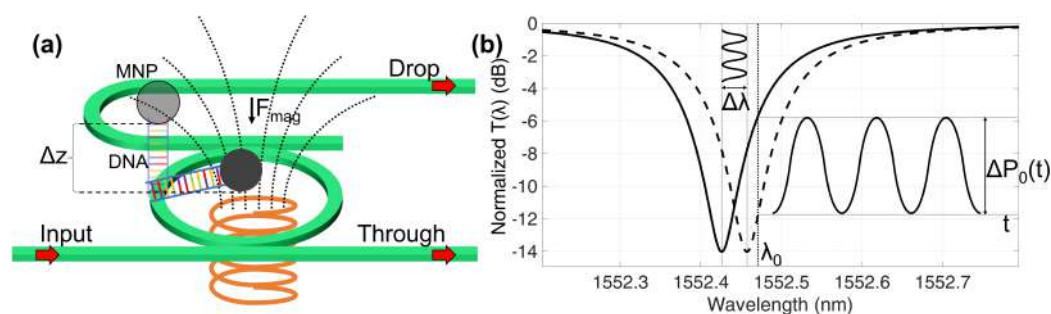 (a)
MNP
Drop
F_mag
Δz
DNA
Input
Through
(b)
Normalized T(λ) (dB)
0
-2
-4
-6
-8
-10
-12
-14
Δλ
ΔP₀(t)
t
λ₀
1552.3
1552.4
1552.5
1552.6
1552.7
Wavelength (nm)